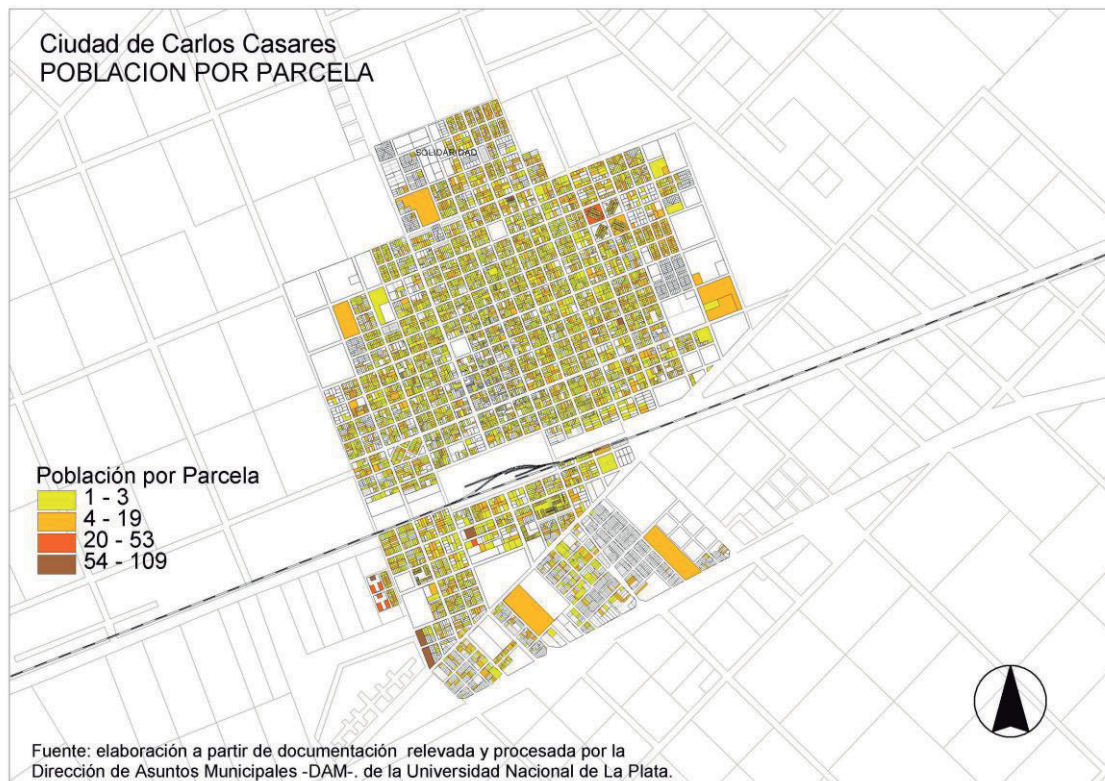 Ciudad de Carlos Casares
POBLACION POR PARCELA
SOLIDARIDAD
Población por Parcela
1 - 3
4 - 19
20 - 53
54 - 109
Fuente: elaboración a partir de documentación relevada y procesada por la
Dirección de Asuntos Municipales -DAM-. de la Universidad Nacional de La Plata.